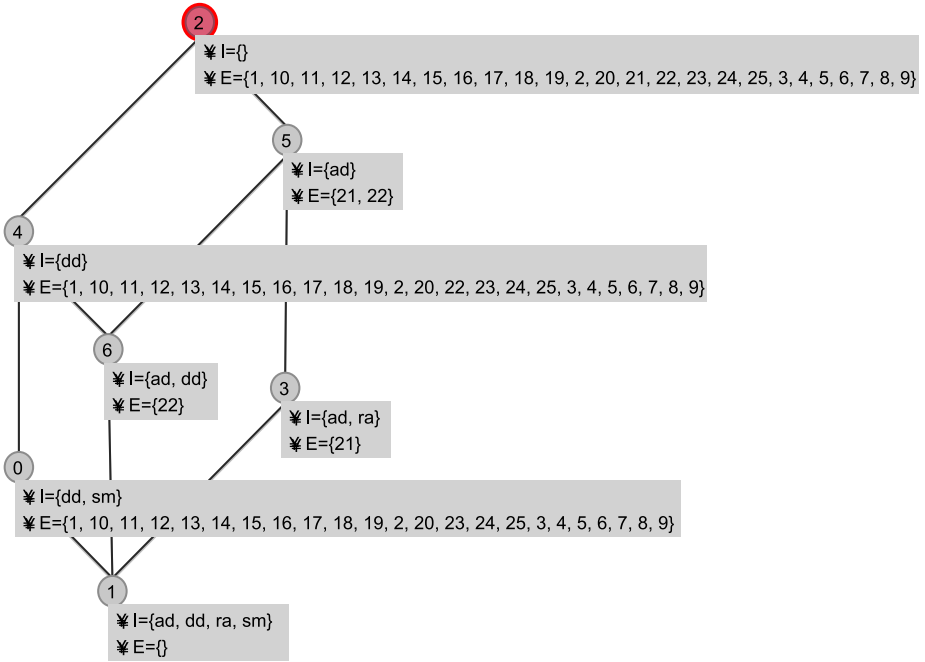 2
¥ I={}
¥ E={1, 10, 11, 12, 13, 14, 15, 16, 17, 18, 19, 2, 20, 21, 22, 23, 24, 25, 3, 4, 5, 6, 7, 8, 9}
5
¥ I={ad}
¥ E={21, 22}
4
¥ I={dd}
¥ E={1, 10, 11, 12, 13, 14, 15, 16, 17, 18, 19, 2, 20, 22, 23, 24, 25, 3, 4, 5, 6, 7, 8, 9}
6
¥ I={ad, dd}
¥ E={22}
3
¥ I={ad, ra}
¥ E={21}
0
¥ I={dd, sm}
¥ E={1, 10, 11, 12, 13, 14, 15, 16, 17, 18, 19, 2, 20, 23, 24, 25, 3, 4, 5, 6, 7, 8, 9}
1
¥ I={ad, dd, ra, sm}
¥ E={}